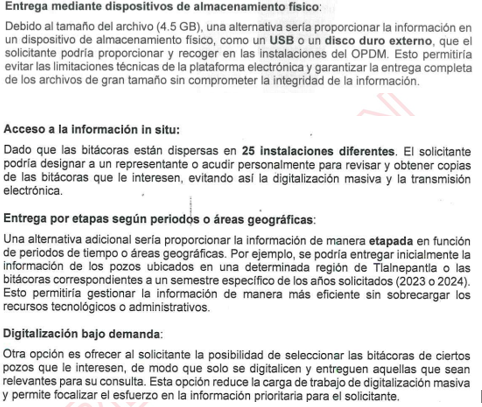 Entrega mediante dispositivos de almacenamiento físico:
Debido al tamaño del archivo (4.5 GB), una alternativa sería proporcionar la información en
un dispositivo de almacenamiento físico, como un USB o un disco duro externo, que el
solicitante podría proporcionar y recoger en las instalaciones del OPDM. Esto permitiría
evitar las limitaciones técnicas de la plataforma electrónica y garantizar la entrega completa
de los archivos de gran tamaño sin comprometer la integridad de la información.
Acceso a la información in situ:
Dado que las bitácoras están dispersas en 25 instalaciones diferentes. El solicitante
podría designar a un representante o acudir personalmente para revisar y obtener copias
de las bitácoras que le interesen, evitando así la digitalización masiva y la transmisión
electrónica.
Entrega por etapas según periodos o áreas geográficas:
Una alternativa adicional sería proporcionar la información de manera etapada en función
de periodos de tiempo o áreas geográficas. Por ejemplo, se podría entregar inicialmente la
información de los pozos ubicados en una determinada región de Tlalnepantla o las
bitácoras correspondientes a un semestre específico de los años solicitados (2023 o 2024).
Esto permitiría gestionar la información de manera más eficiente sin sobrecargar los
recursos tecnológicos o administrativos.
Digitalización bajo demanda:
Otra opción es ofrecer al solicitante la posibilidad de seleccionar las bitácoras de ciertos
pozos que le interesen, de modo que solo se digitalicen y entreguen aquellas que sean
relevantes para su consulta. Esta opción reduce la carga de trabajo de digitalización masiva
y permite focalizar el esfuerzo en la información prioritaria para el solicitante.